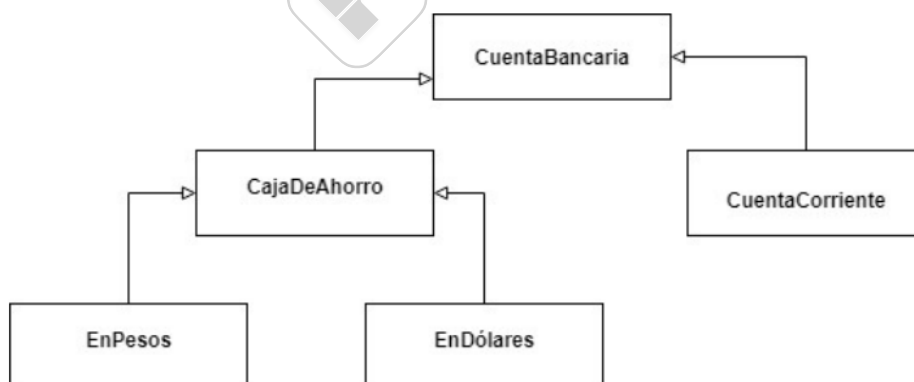 CuentaBancaria
CajaDeAhorro
CuentaCorriente
EnPesos
EnDólares